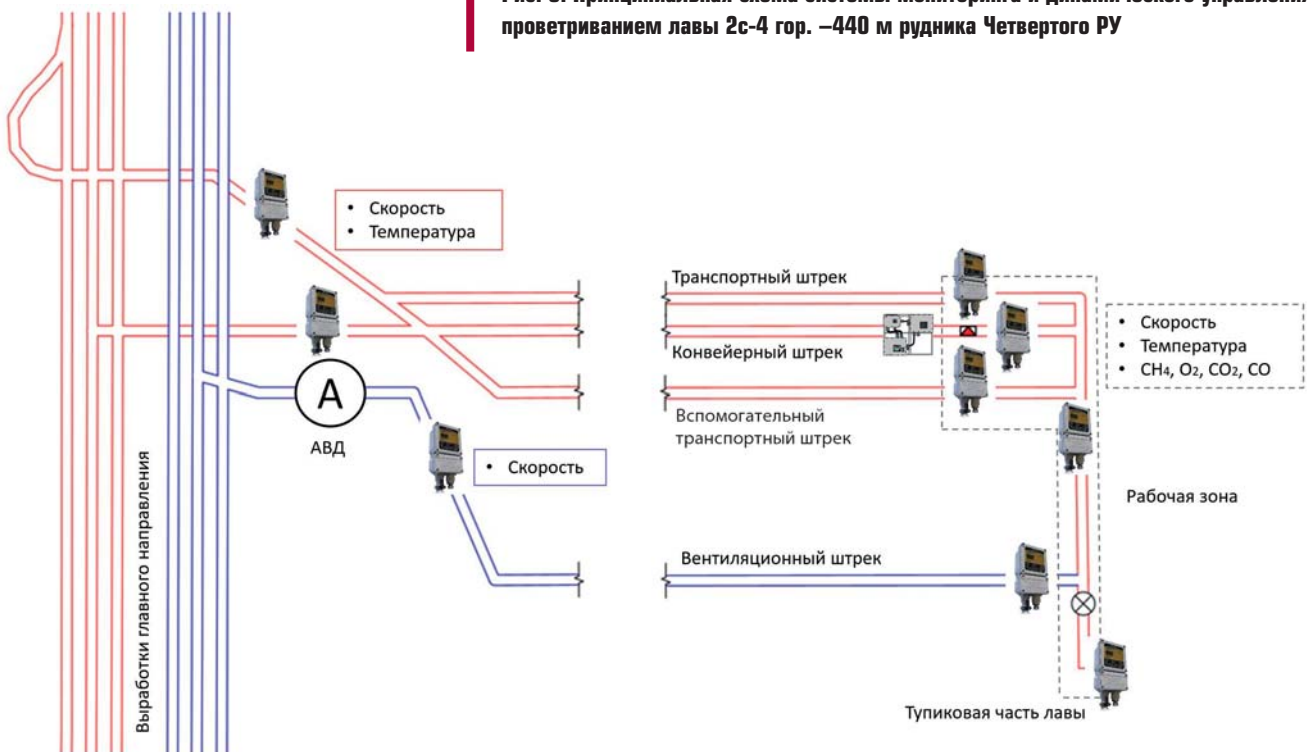 проветриванием лавы 2с-4 гор. –440 м рудника Четвертого РУ
• Скорость
• Температура
Транспортный штрек
Конвейерный штрек
• Скорость
• Температура
• CH4, O2, CO2, CO
А
АВД
Вспомогательный
транспортный штрек
• Скорость
Рабочая зона
Выработки главного направления
Вентиляционный штрек
Тупиковая часть лавы